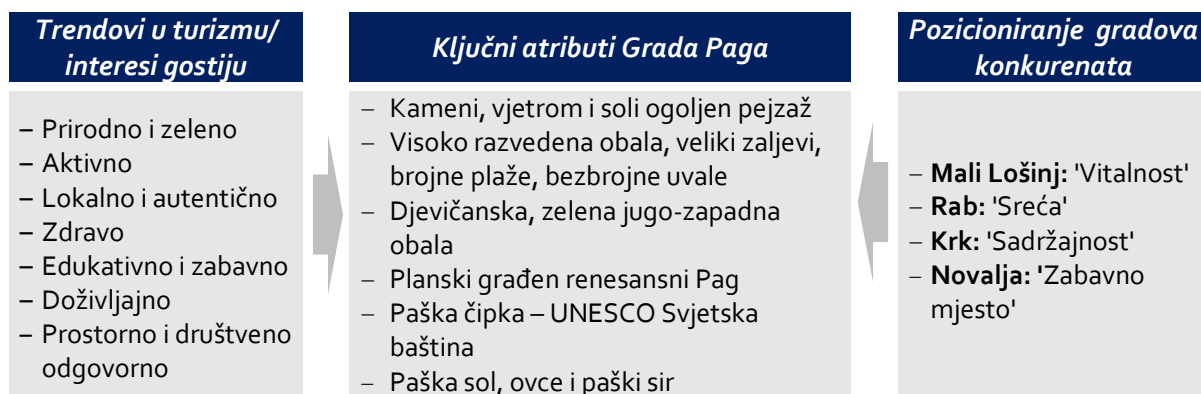 Trendovi u turizmu/
interesi gostiju
– Prirodno i zeleno
– Aktivno
– Lokalno i autentično
– Zdravo
– Edukativno i zabavno
– Doživljajno
– Prostorno i društveno
odgovorno
Ključni atributi Grada Paga
– Kameni, vjetrom i soli ogoljen pejzaž
– Visoko razvedena obala, veliki zaljevi,
brojne plaže, bezbrojne uvale
– Djevičanska, zelena jugo-zapadna
obala
– Planski građen renesansni Pag
– Paška čipka – UNESCO Svjetska
baština
– Paška sol, ovce i paški sir
Pozicioniranje gradova
konkurenata
– Mali Lošinj: 'Vitalnost'
– Rab: 'Sreća'
– Krk: 'Sadržajnost'
– Novalja: 'Zabavno
mjesto'